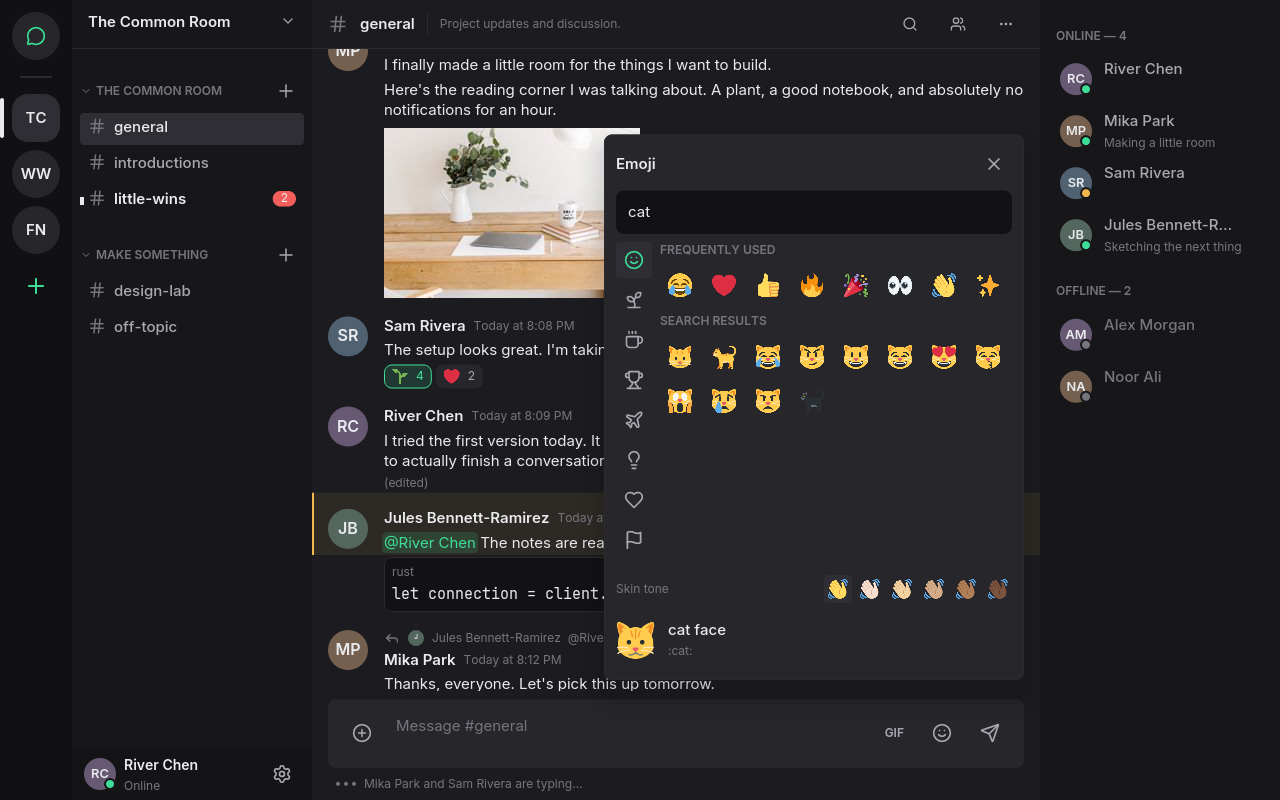 The Common Room
TC
WW
FN
THE COMMON ROOM
general
introductions
little-wins
2
MAKE SOMETHING
design-lab
off-topic
RC
River Chen
Online
general
Project updates and discussion.
MP
I finally made a little room for the things I want to build.
Here's the reading corner I was talking about. A plant, a good notebook, and absolutely no
notifications for an hour.
SR
Sam Rivera Today at 8:08 PM
The setup looks great. I'm takin
4
2
RC
River Chen Today at 8:09 PM
I tried the first version today. It
to actually finish a conversation
(edited)
JB
Jules Bennett-Ramirez Today at
@River Chen The notes are rea
rust
let connection = client.
Jules Bennett-Ramirez @Rive
MP
Mika Park Today at 8:12 PM
Thanks, everyone. Let's pick this up tomorrow.
Message #general
GIF
Mika Park and Sam Rivera are typing...
Emoji
cat
FREQUENTLY USED
SEARCH RESULTS
Skin tone
cat face
:cat:
ONLINE — 4
RC
River Chen
MP
Mika Park
Making a little room
SR
Sam Rivera
JB
Jules Bennett-R...
Sketching the next thing
OFFLINE — 2
AM
Alex Morgan
NA
Noor Ali